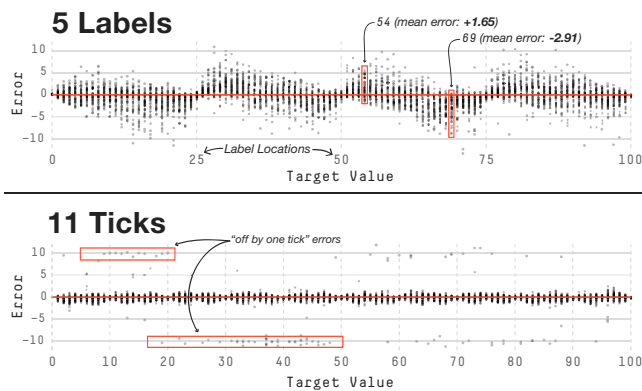 5 Labels
54 (mean error: +1.65)
69 (mean error: -2.91)
10
5
0
−5
−10
Error
0 25 50 75 100
Label Locations
Target Value
11 Ticks
"off by one tick" errors
10
5
0
−5
−10
Error
0 10 20 30 40 50 60 70 80 90 100
Target Value